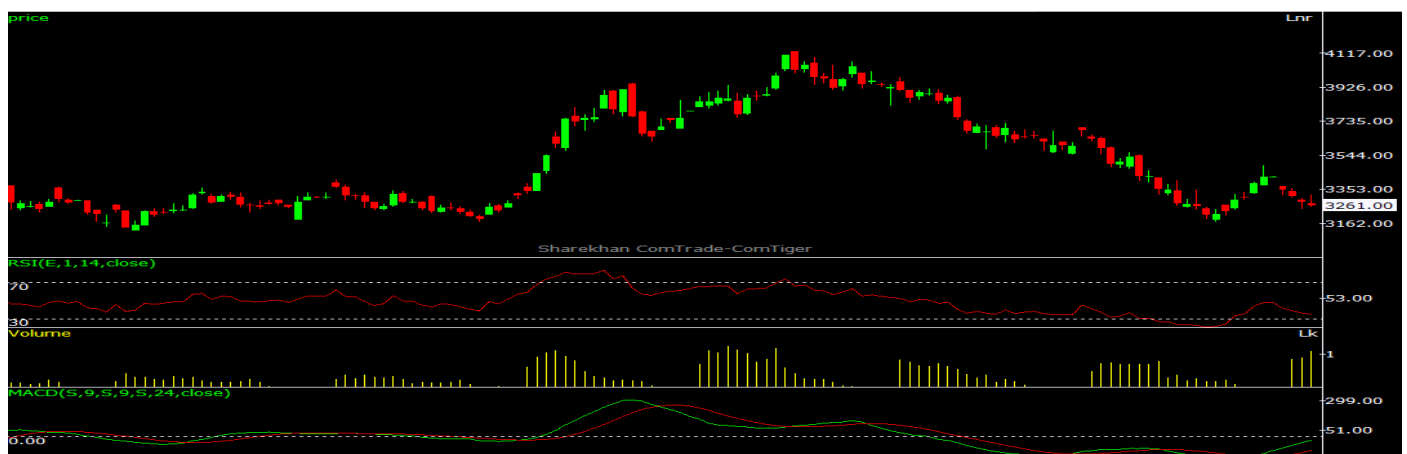 price
Lnr
4117.00
3926.00
3735.00
3544.00
3353.00
3261.00
3162.00
Sharekhan ComTrade-ComTiger
RSI(E,1,14,close)
70
53.00
30
Volume
Lk
1
MACD(S,9,S,9,S,24,close)
299.00
51.00
0.00